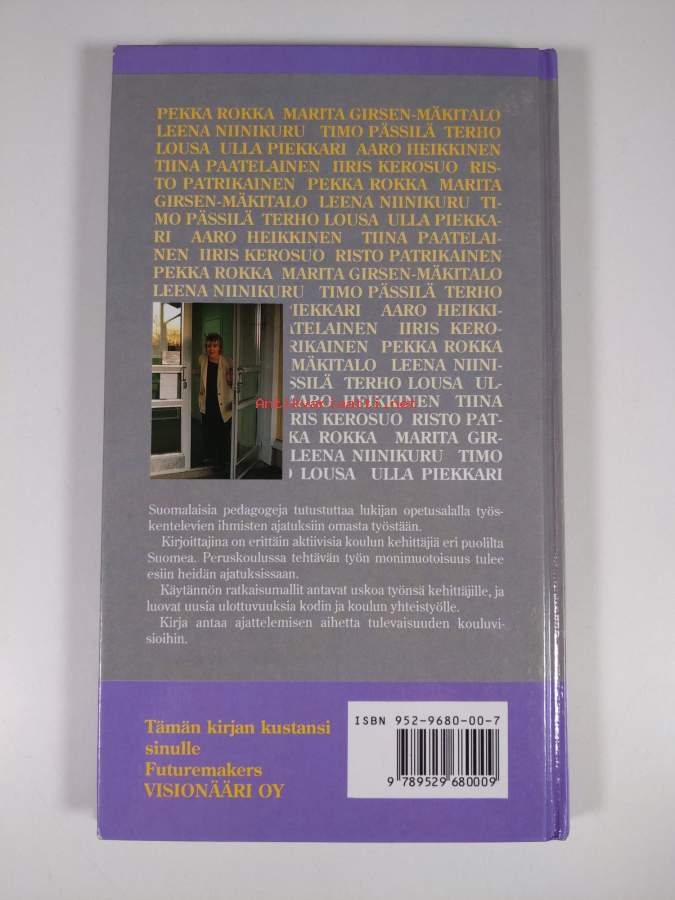 PEKKA ROKKA MARITA GIRSEN-MÄKITALO
LEENA NIINIKURU TIMO PÄSSILÄ TERHO
LOUSA ULLA PIEKKARI AARO HEIKKINEN
TIINA PAATELAINEN IIRIS KEROSUO RIS-
TO PATRIKAINEN PEKKA ROKKA MARITA
GIRSEN-MÄKITALO LEENA NIINIKURU TI-
MO PÄSSILÄ TERHO LOUSA ULLA PIEKKA-
RI AARO HEIKKINEN TIINA PAATELAI-
NEN IIRIS KEROSUO RISTO PATRIKAINEN
PEKKA ROKKA MARITA GIRSEN-MÄKITALO
LEENA NIINIKURU TIMO PÄSSILÄ TERHO
PIEKKARI AARO HEIKKI-
ATELAINEN IIRIS KERO-
RIKAINEN PEKKA ROKKA
MÄKITALO LEENA NIINI-
SSILÄ TERHO LOUSA UL-
AARO HEIKKINEN TIINA
Antikvariaatti.net
RIS KEROSUO RISTO PAT-
KA ROKKA MARITA GIR-
LEENA NIINIKURU TIMO
O LOUSA ULLA PIEKKARI
Suomalaisia pedagogeja tutustuttaa lukijan opetusalalla työs-
kentelevien ihmisten ajatuksiin omasta työstään.
Kirjoittajina on erittäin aktiivisia koulun kehittäjiä eri puolilta
Suomea. Peruskoulussa tehtävän työn monimuotoisuus tulee
esiin heidän ajatuksissaan.
Käytännön ratkaisumallit antavat uskoa työnsä kehittäjille, ja
luovat uusia ulottuvuuksia kodin ja koulun yhteistyölle.
Kirja antaa ajattelemisen aihetta tulevaisuuden kouluvi-
sioihin.
Tämän kirjan kustansi
sinulle
Futuremakers
VISIONÄÄRI OY
ISBN 952-9680-00-7
9 789529 680009